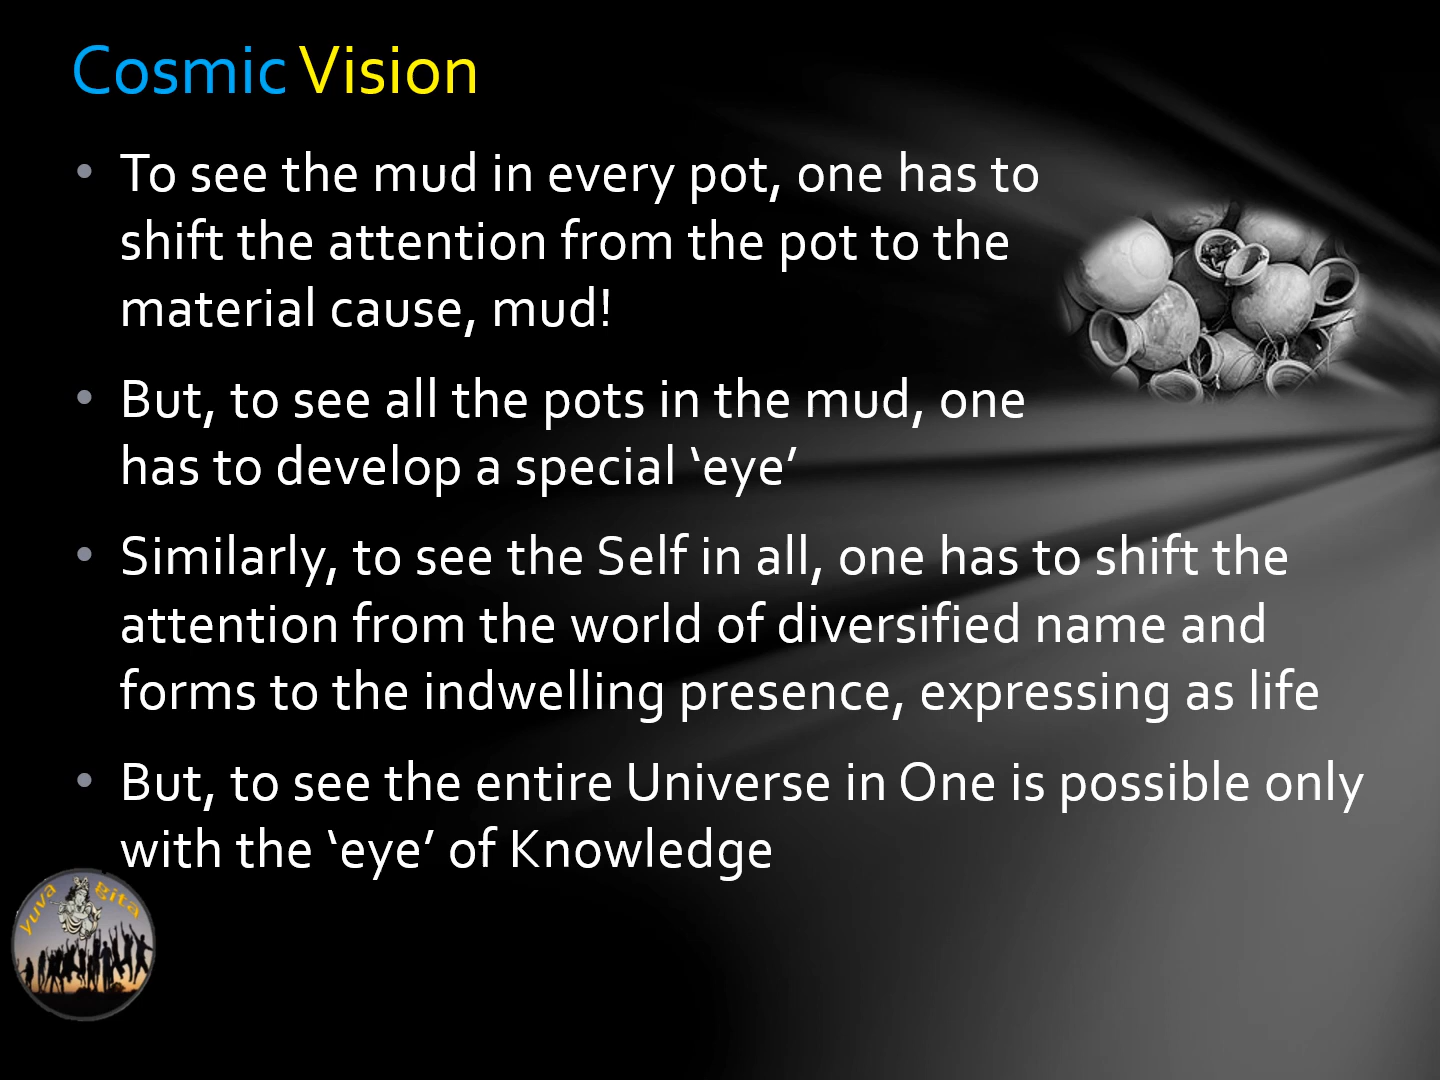 Cosmic Vision
• To see the mud in every pot, one has to
shift the attention from the pot to the
material cause, mud!
• But, to see all the pots in the mud, one
has to develop a special ‘eye’
• Similarly, to see the Self in all, one has to shift the
attention from the world of diversified name and
forms to the indwelling presence, expressing as life
• But, to see the entire Universe in One is possible only
with the ‘eye’ of Knowledge
yuva gita